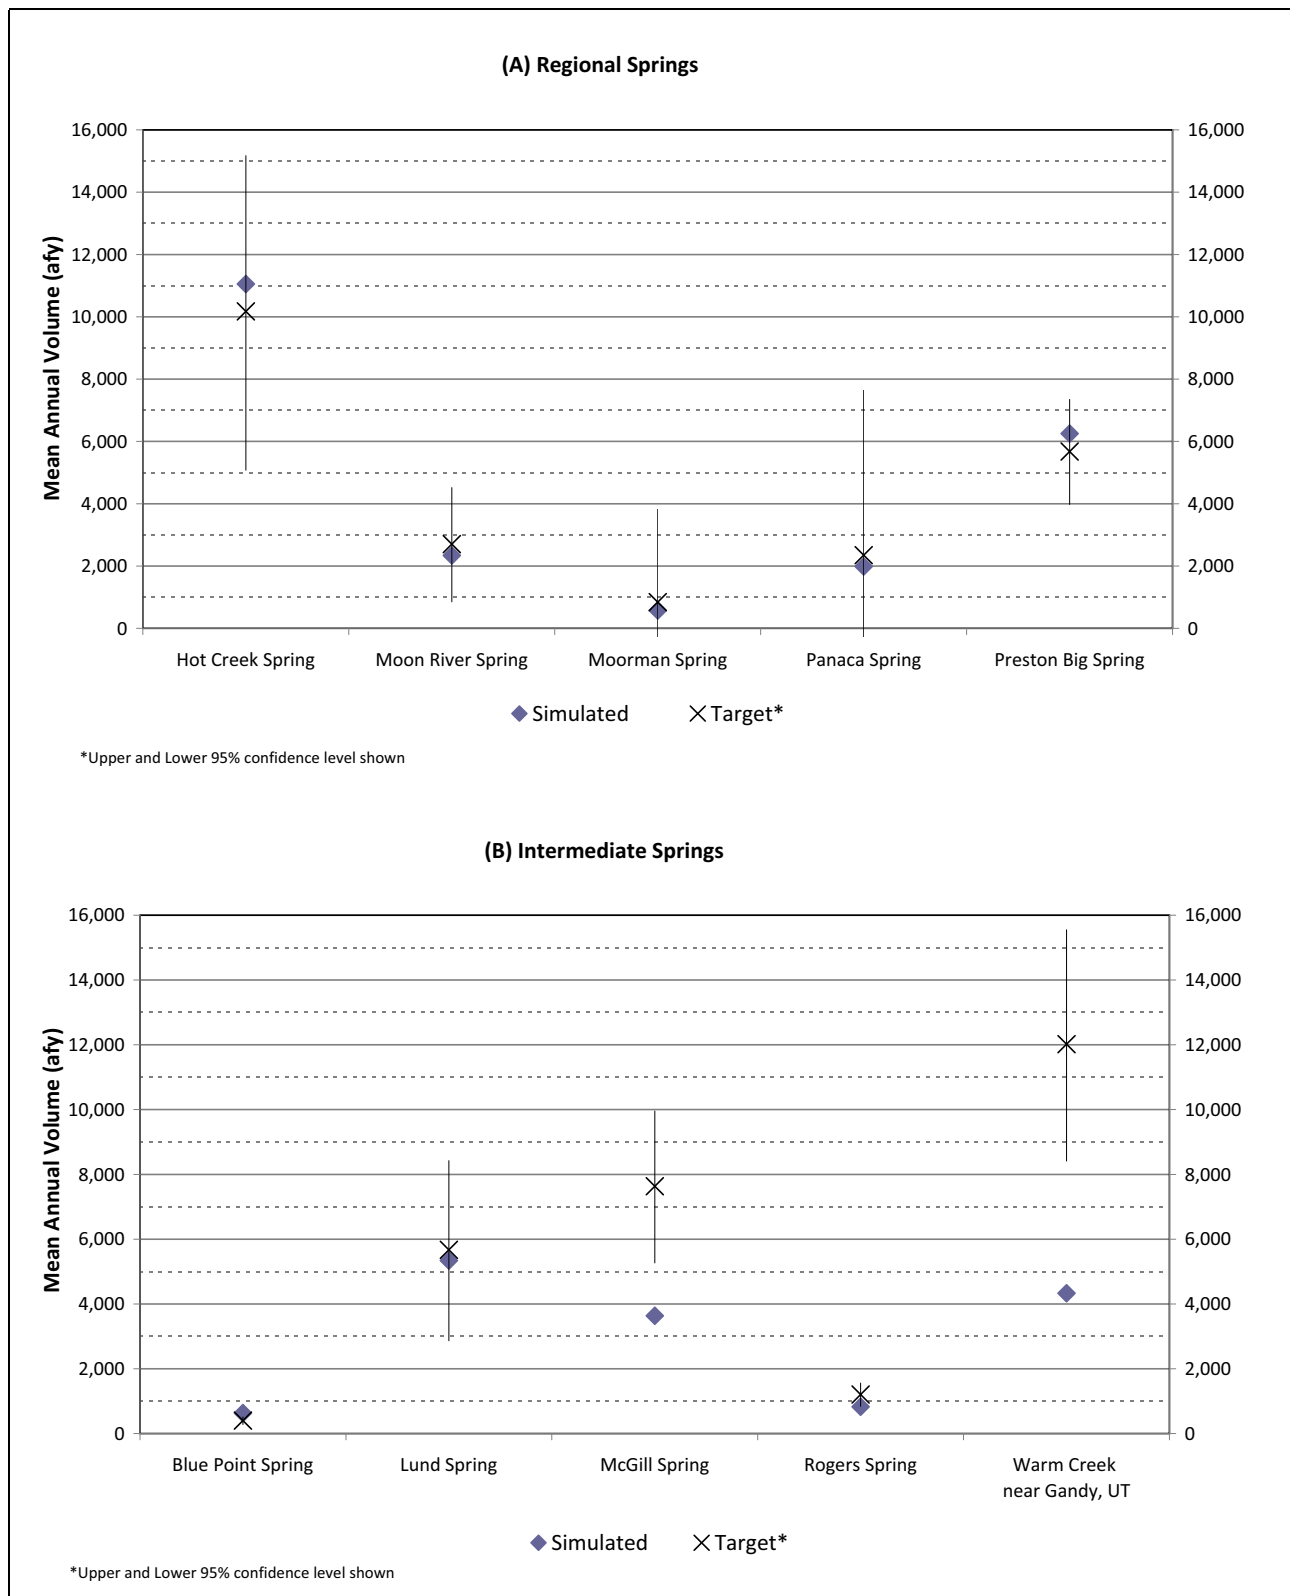 (A) Regional Springs
16,000
14,000
12,000
10,000
8,000
6,000
4,000
2,000
0
Mean Annual Volume (afy)
16,000
14,000
12,000
10,000
8,000
6,000
4,000
2,000
0
Hot Creek Spring
Moon River Spring
Moorman Spring
Panaca Spring
Preston Big Spring
Simulated
Target*
*Upper and Lower 95% confidence level shown
(B) Intermediate Springs
16,000
14,000
12,000
10,000
8,000
6,000
4,000
2,000
0
Mean Annual Volume (afy)
16,000
14,000
12,000
10,000
8,000
6,000
4,000
2,000
0
Blue Point Spring
Lund Spring
McGill Spring
Rogers Spring
Warm Creek
near Gandy, UT
Simulated
Target*
*Upper and Lower 95% confidence level shown